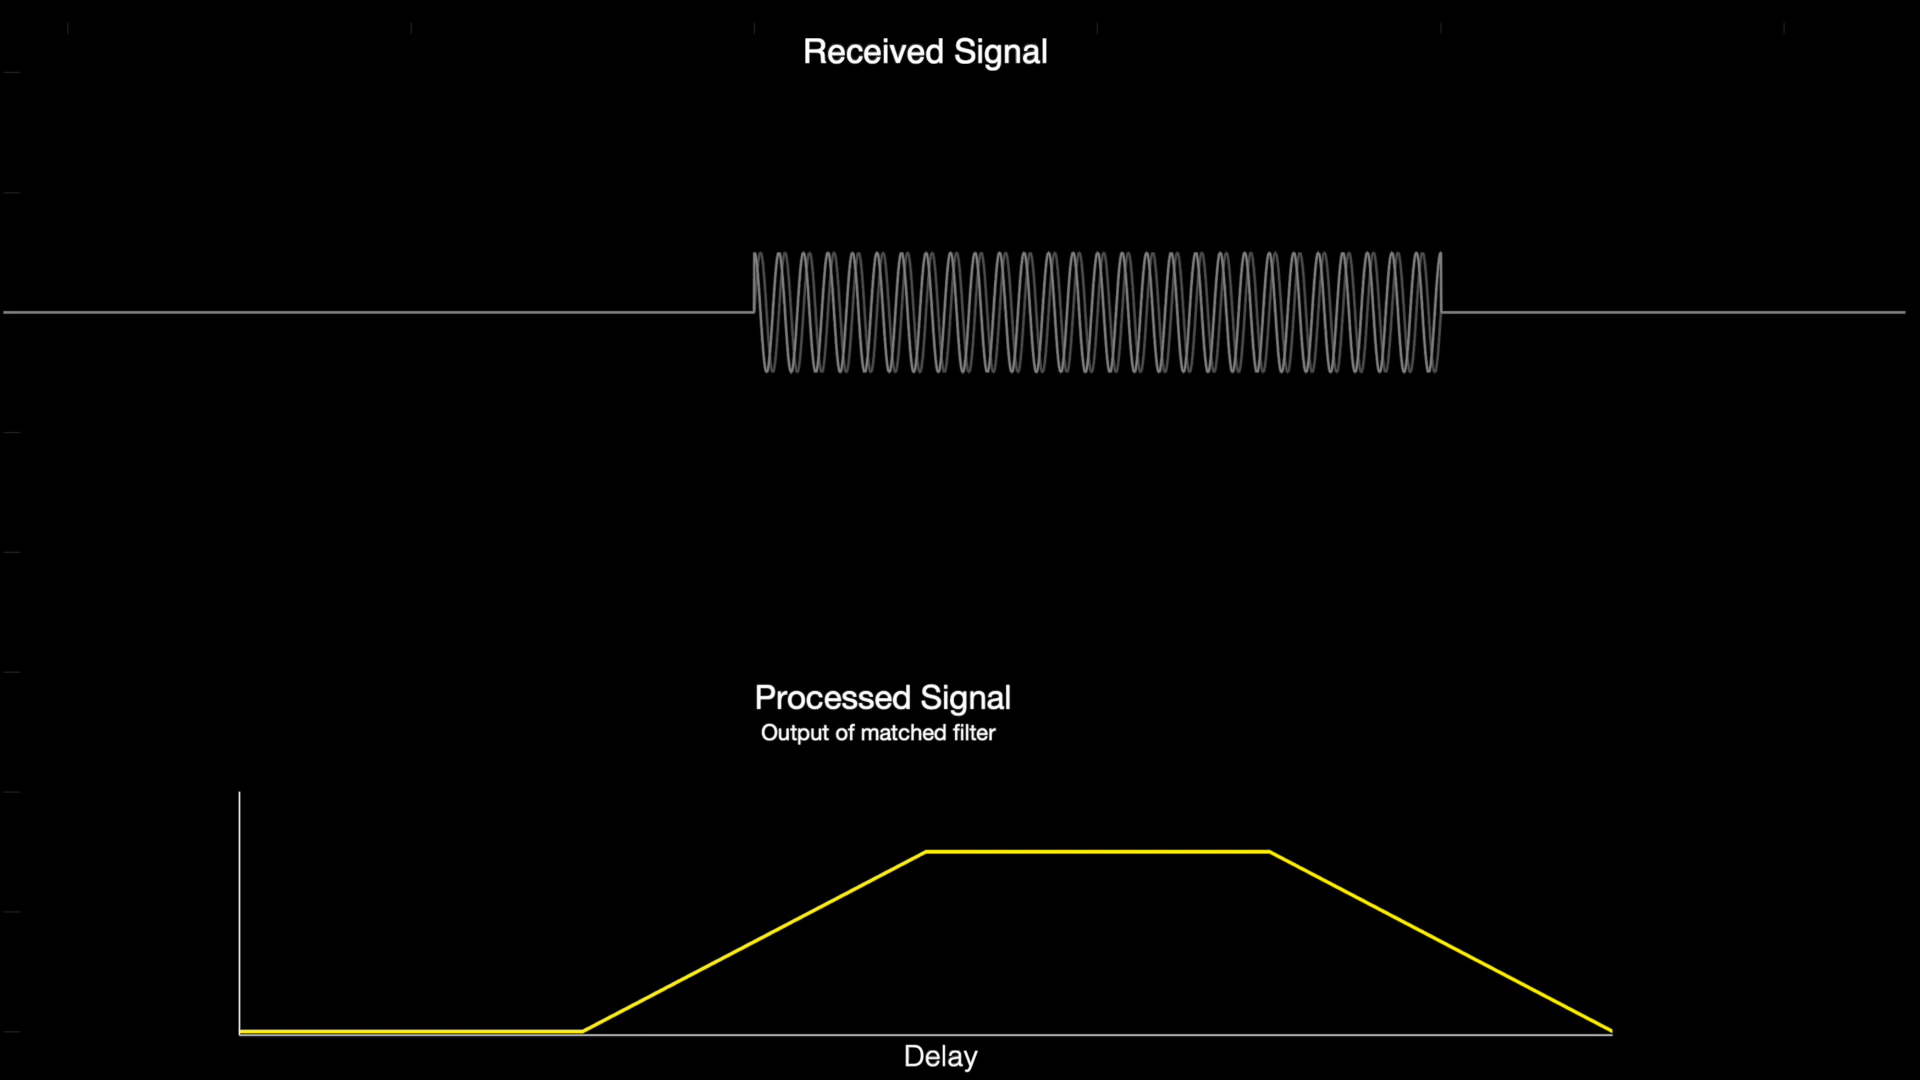 Received Signal
Processed Signal
Output of matched filter
Delay